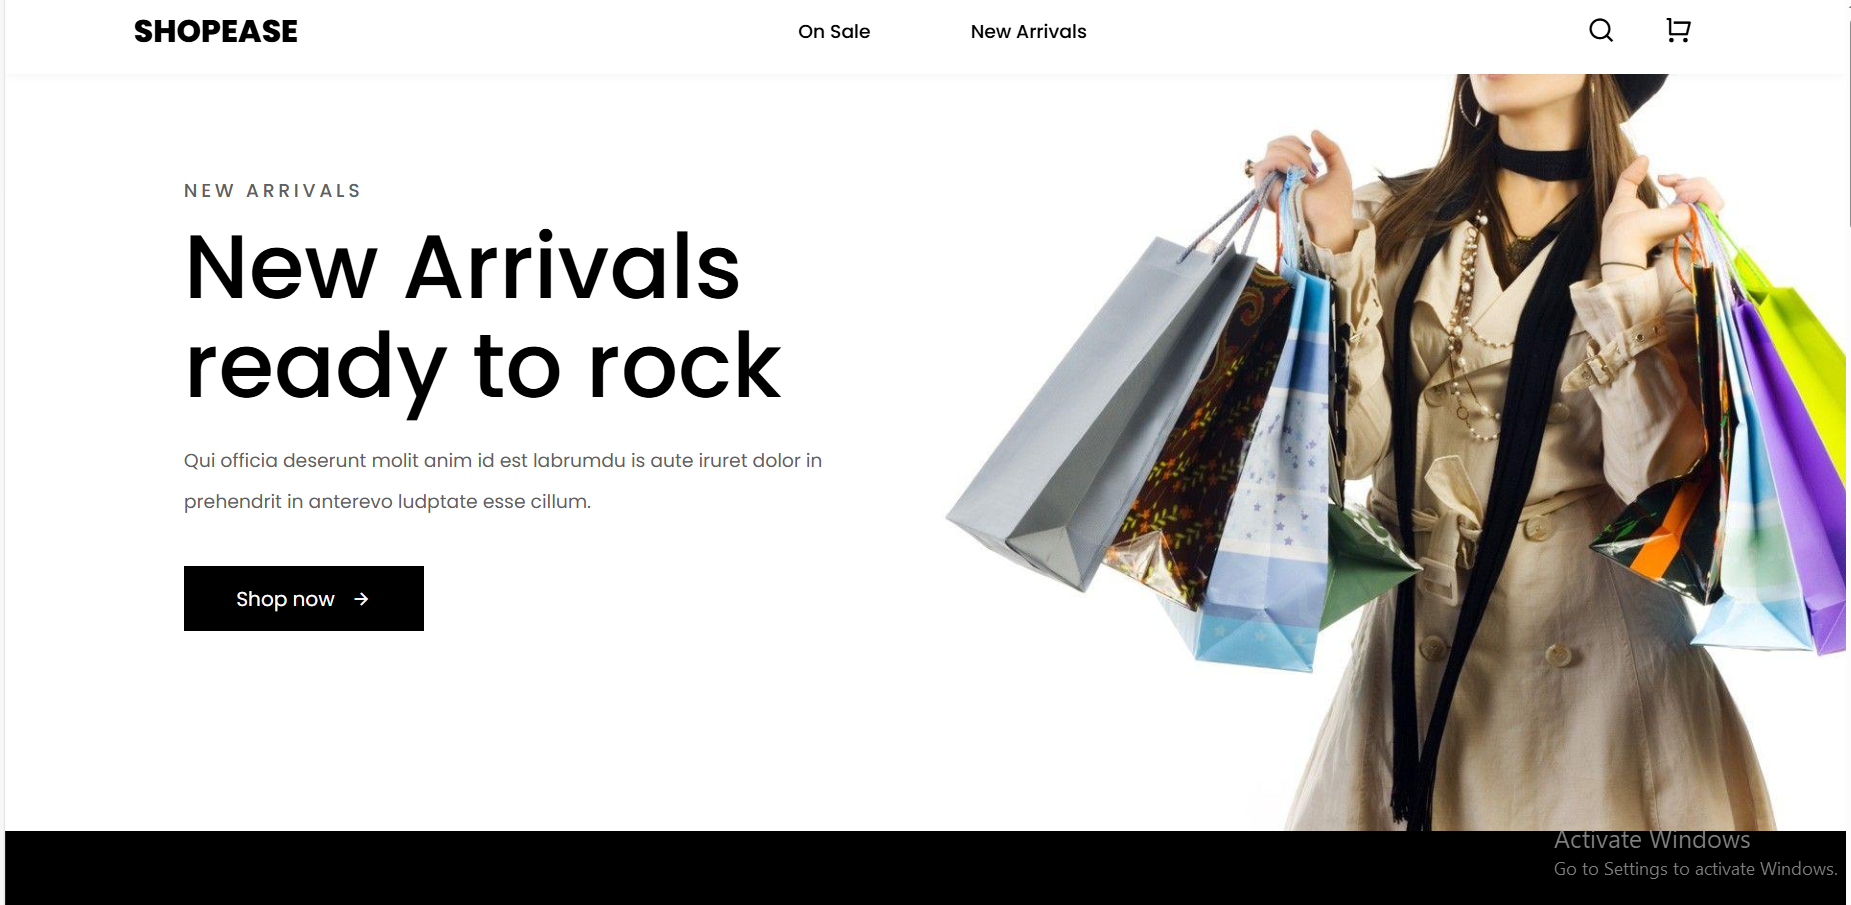 SHOPEASE
On Sale
New Arrivals
NEW ARRIVALS
New Arrivals
ready to rock
Qui officia deserunt molit anim id est labrumdu is aute iruret dolor in
prehendrit in anterevo ludptate esse cillum.
Shop now →
Activate Windows
Go to Settings to activate Windows.